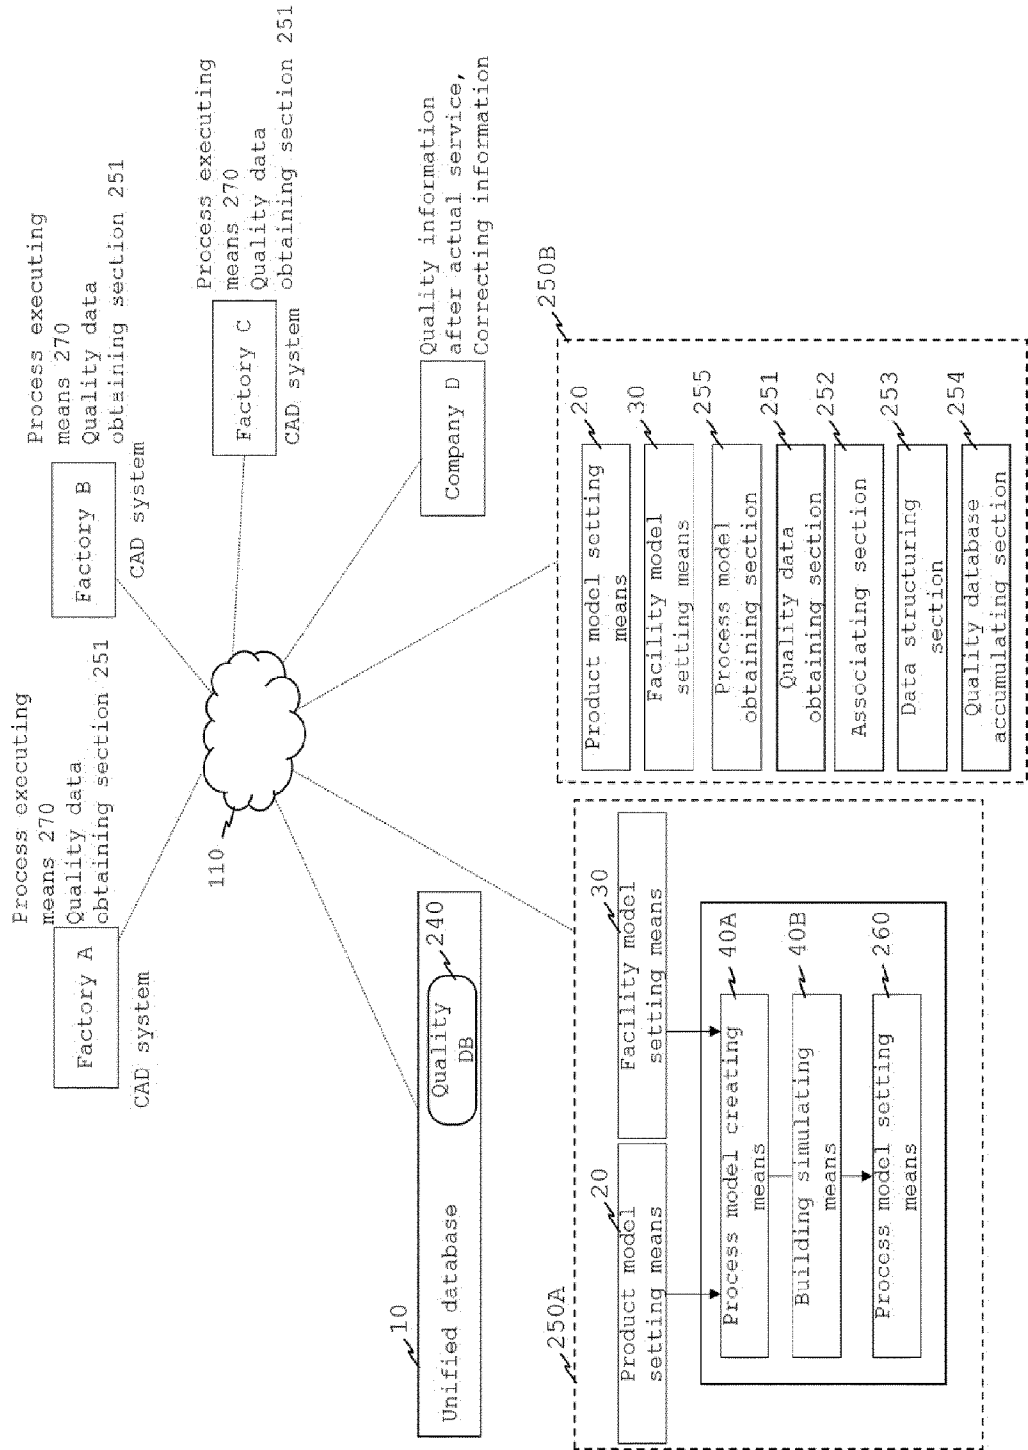 Process executing
means 270
Quality data
obtaining section 251
Factory A
CAD system
Process executing
means 270
Quality data
obtaining section 251
Factory B
CAD system
Process executing
means 270
Quality data
obtaining section 251
Factory C
CAD system
Quality information
after actual service,
Correcting information
Company D
110
10
Unified database
Quality
DB
240
250A
20
Product model
setting means
30
Facility model
setting means
Process model creating
means
40A
Building simulating
means
40B
Process model setting
means
260
250B
Product model setting
means
20
Facility model
setting means
30
Process model
obtaining section
255
Quality data
obtaining section
251
Associating section
252
Data structuring
section
253
Quality database
accumulating section
254